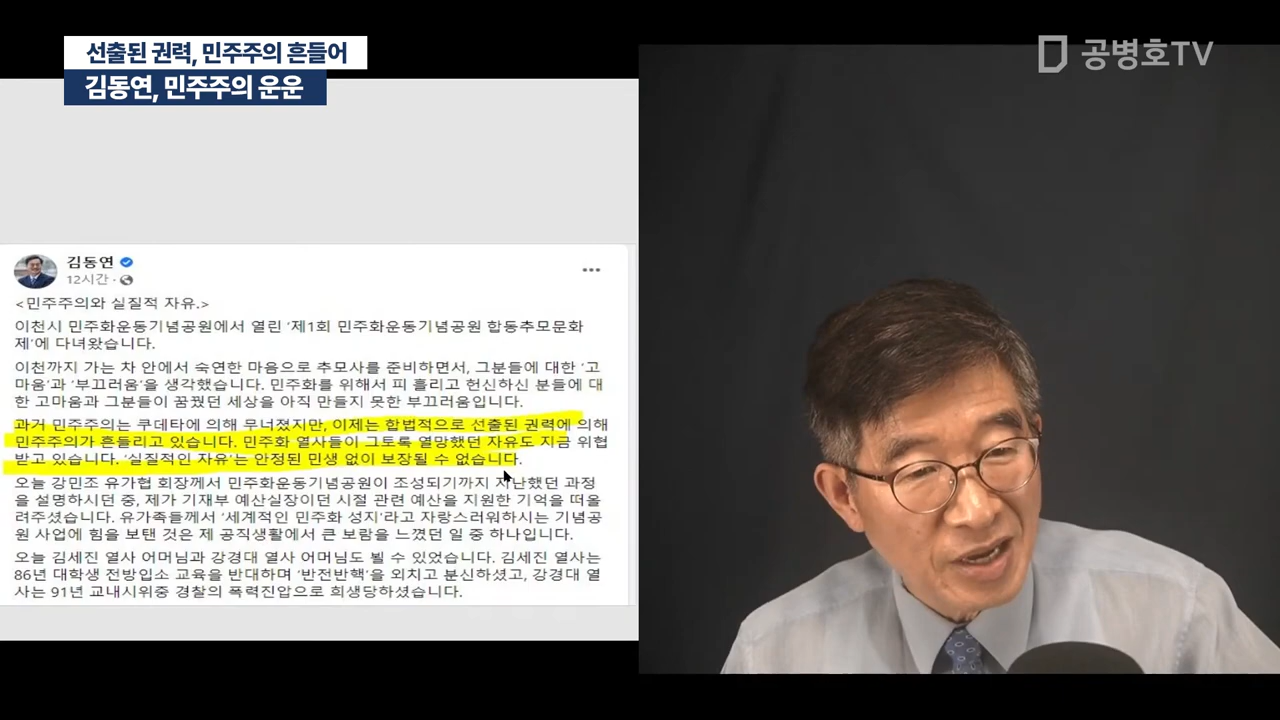 선출된 권력, 민주주의 흔들어
김동연, 민주주의 운운
공병호TV
김동연
12시간
<민주주의와 실질적 자유.>
이천시 민주화운동기념공원에서 열린 '제1회 민주화운동기념공원 합동추모문화
제'에 다녀왔습니다.
이천까지 가는 차 안에서 숙연한 마음으로 추모사를 준비하면서, 그분들에 대한 '고
마움'과 '부끄러움'을 생각했습니다. 민주화를 위해서 피 흘리고 헌신하신 분들에 대
한 고마움과 그분들이 꿈꿨던 세상을 아직 만들지 못한 부끄러움입니다.
과거 민주주의는 쿠데타에 의해 무너졌지만, 이제는 합법적으로 선출된 권력에 의해
민주주의가 흔들리고 있습니다. 민주화 열사들이 그토록 열망했던 자유도 지금 위협
받고 있습니다. '실질적인 자유'는 안정된 민생 없이 보장될 수 없습니다.
오늘 강민조 유가협 회장께서 민주화운동기념공원이 조성되기까지 지난했던 과정
을 설명하시던 중, 제가 기재부 예산실장이던 시절 관련 예산을 지원한 기억을 떠올
려주셨습니다. 유가족들께서 '세계적인 민주화 성지'라고 자랑스러워하시는 기념공
원 사업에 힘을 보탠 것은 제 공직생활에서 큰 보람을 느꼈던 일 중 하나입니다.
오늘 김세진 열사 어머님과 강경대 열사 어머님도 뵐 수 있었습니다. 김세진 열사는
86년 대학생 전방입소 교육을 반대하며 '반전반핵'을 외치고 분신하셨고, 강경대 열
사는 91년 교내시위중 경찰의 폭력진압으로 희생당하셨습니다.